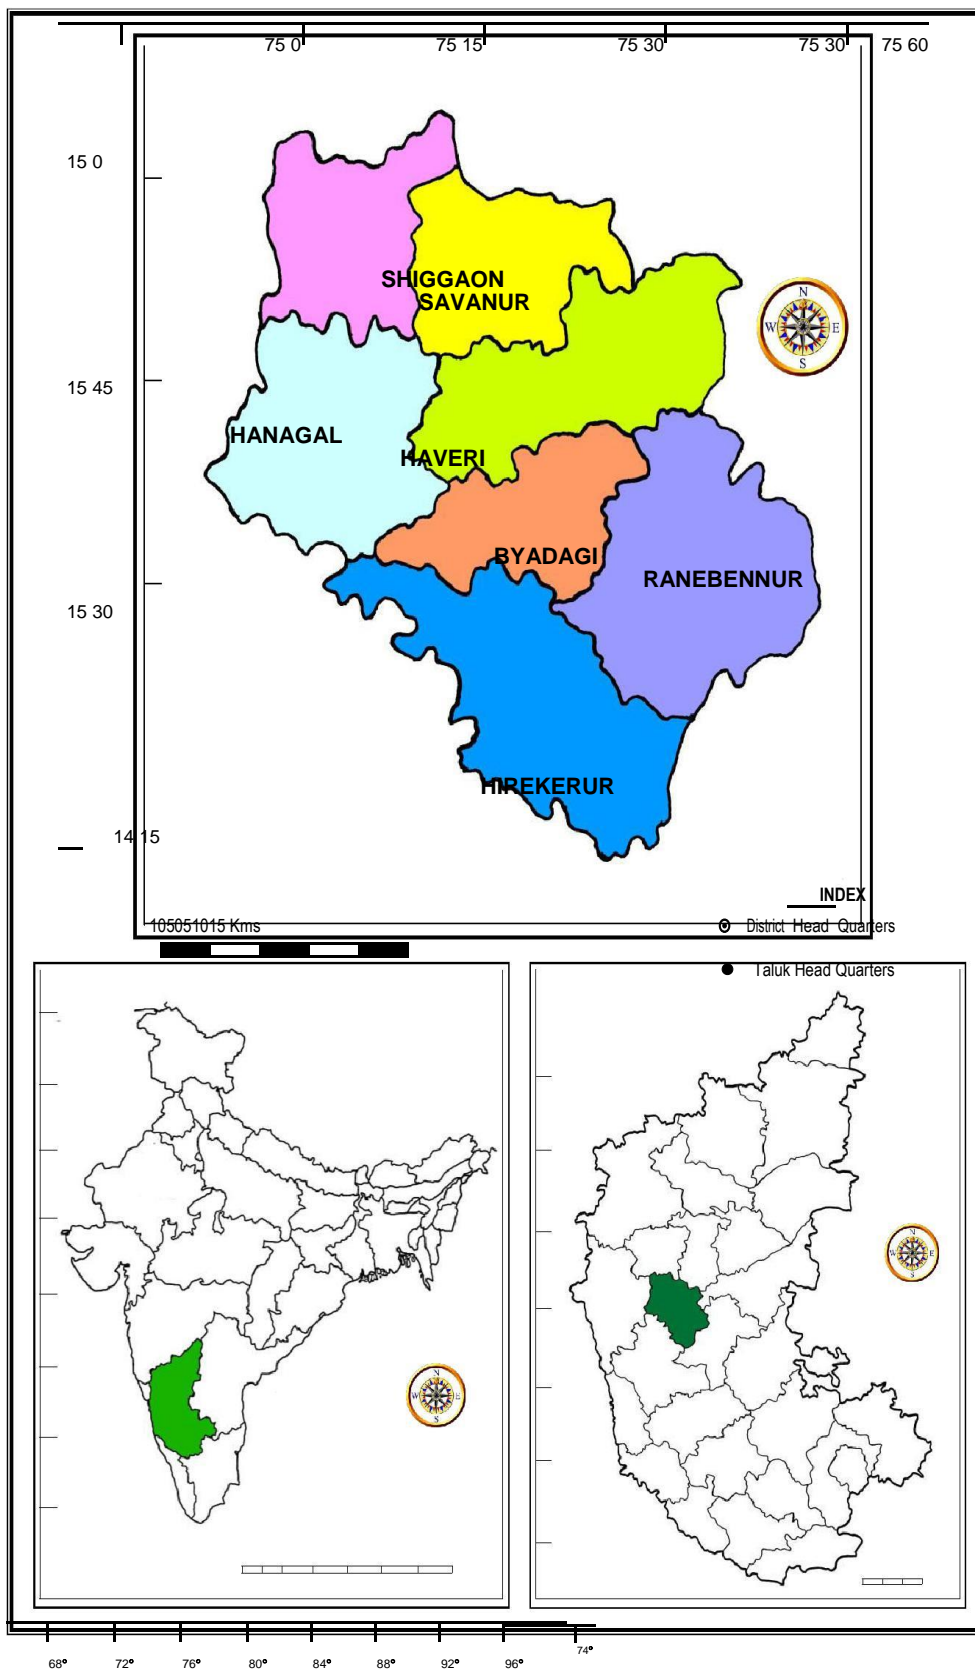 75 0 75 15 75 30 75 30 75 60
15 0
SHIGGAON
SAVANUR
N
W E
S
15 45
HANAGAL
HAVERI
BYADAGI
RANEBENNUR
15 30
HIREKERUR
14 15
INDEX
105051015 Kms
District Head Quarters
Taluk Head Quarters
N
W E
S
N
W E
S
74°
68° 72° 76° 80° 84° 88° 92° 96°